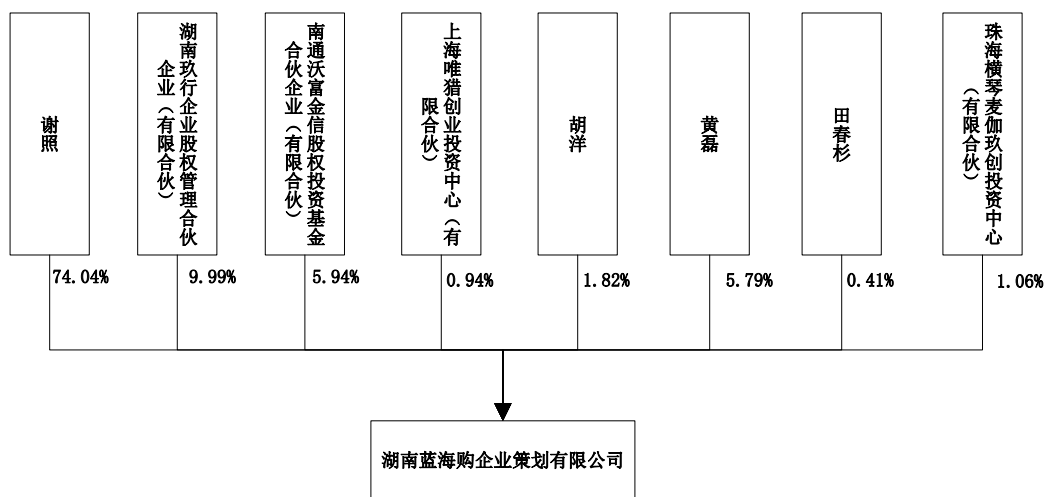 谢照
湖南玖行企业股权管理合伙
企业（有限合伙）
南通沃富金信股权投资基金
合伙企业（有限合伙）
上海唯猎创业投资中心（有
限合伙）
胡洋
黄磊
田春杉
珠海横琴麦伽玖创投资中心
（有限合伙）
74.04%
9.99%
5.94%
0.94%
1.82%
5.79%
0.41%
1.06%
湖南蓝海购企业策划有限公司